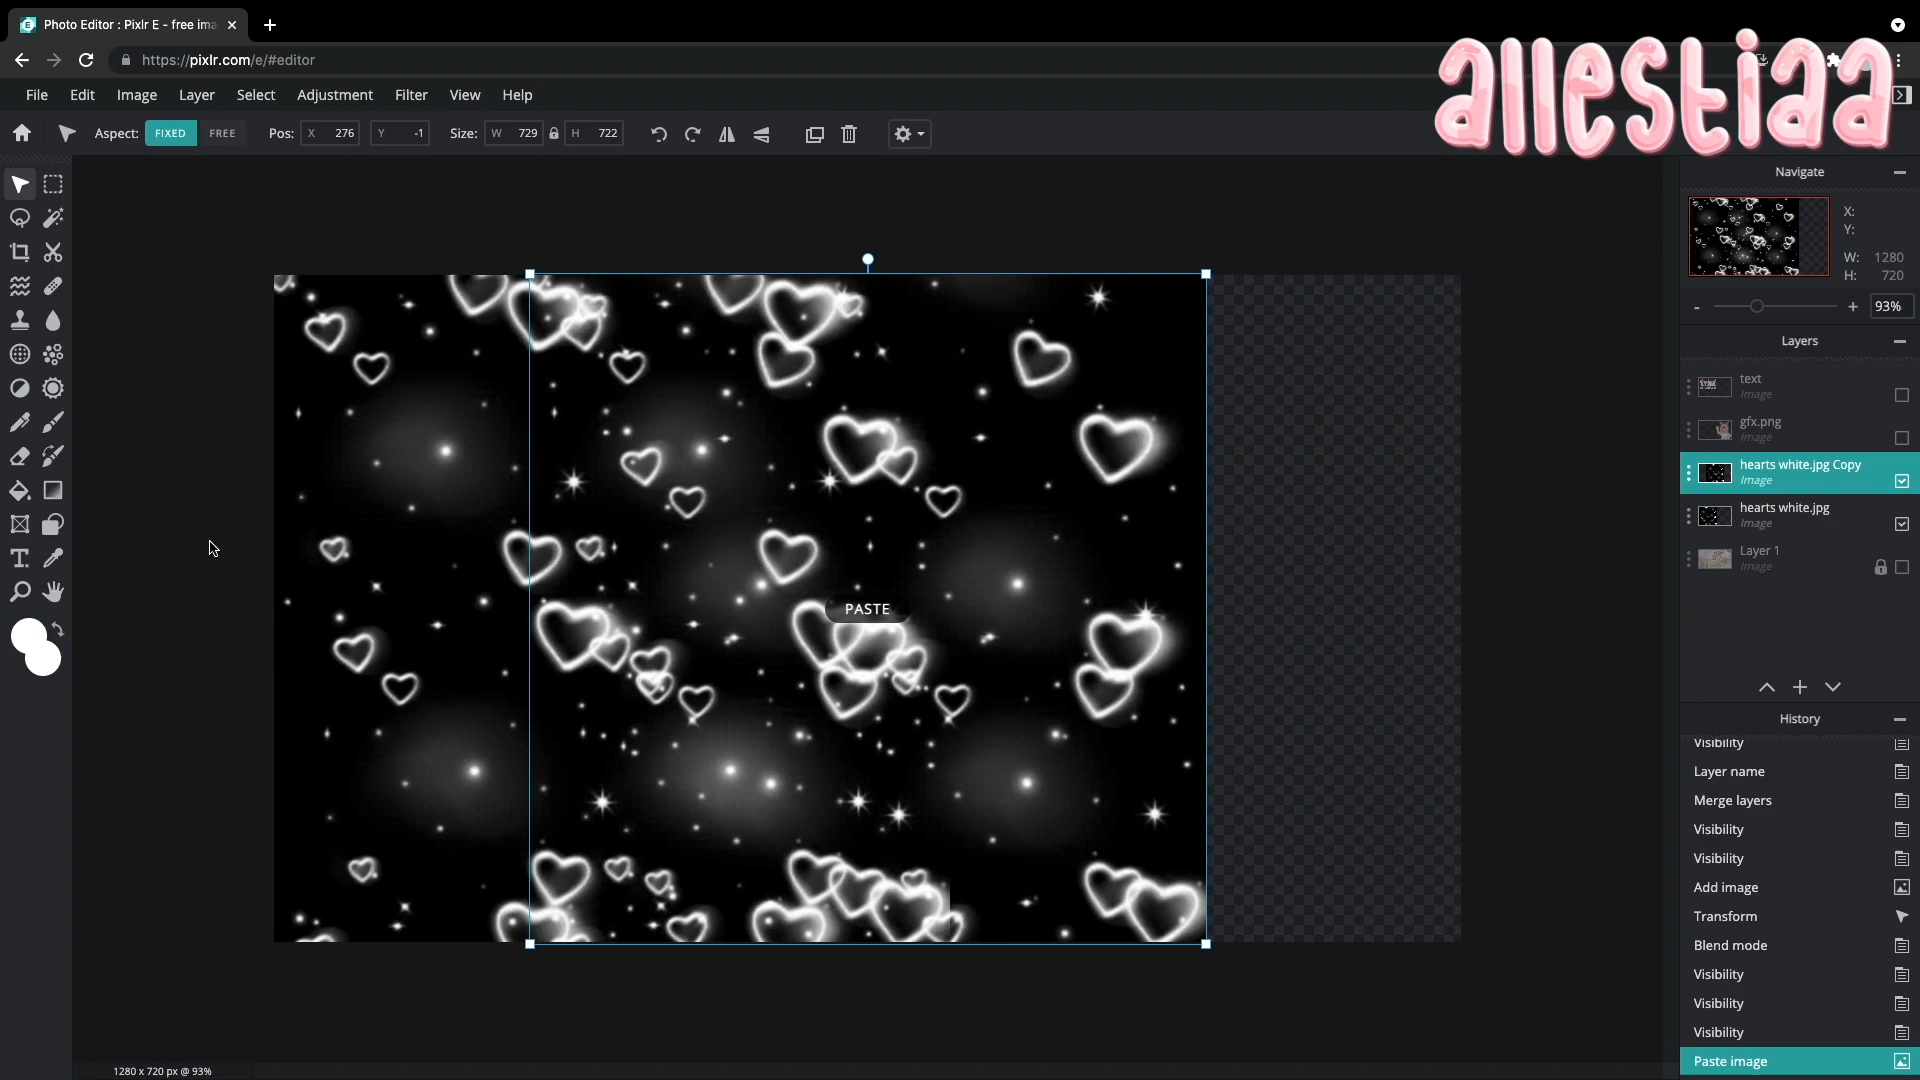 Photo Editor : Pixlr E - free ima
https://pixlr.com/e/#editor
allestiaa
File Edit Image Layer Select Adjustment Filter View Help
Aspect: FIXED FREE Pos: X 276 Y -1 Size: W 729 H 722
Navigate
X:
Y:
W: 1280
H: 720
- + 93%
Layers
text
Image
gfx.png
Image
hearts white.jpg Copy
Image
hearts white.jpg
Image
Layer 1
Image
PASTE
History
Visibility
Layer name
Merge layers
Visibility
Visibility
Add image
Transform
Blend mode
Visibility
Visibility
Visibility
Paste image
1280 x 720 px @ 93%